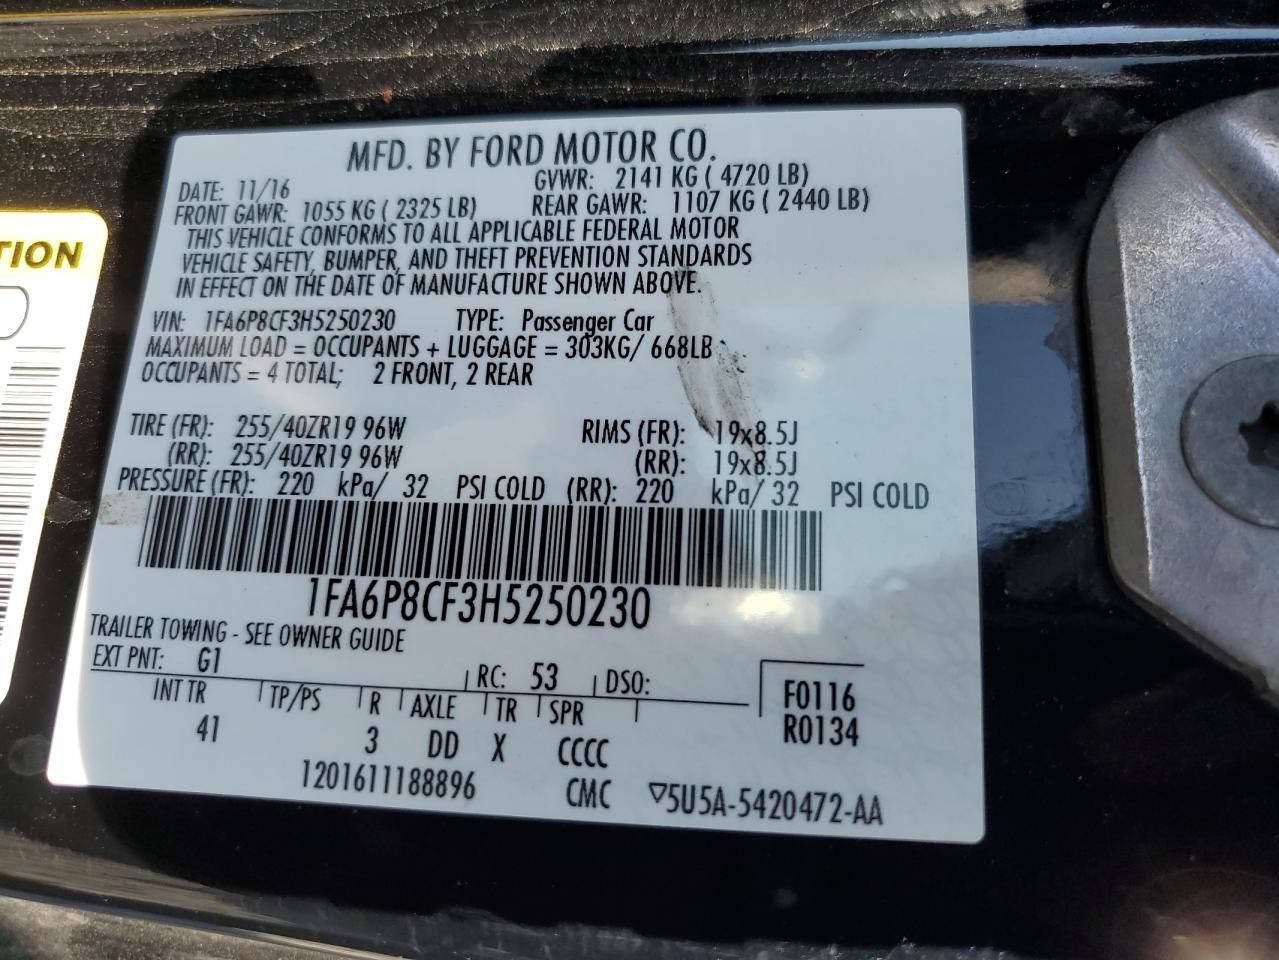 TION
MFD. BY FORD MOTOR CO.
DATE: 11/16 GVWR: 2141 KG ( 4720 LB)
FRONT GAWR: 1055 KG ( 2325 LB) REAR GAWR: 1107 KG ( 2440 LB)
THIS VEHICLE CONFORMS TO ALL APPLICABLE FEDERAL MOTOR
VEHICLE SAFETY, BUMPER, AND THEFT PREVENTION STANDARDS
IN EFFECT ON THE DATE OF MANUFACTURE SHOWN ABOVE.
VIN: 1FA6P8CF3H5250230 TYPE: Passenger Car
MAXIMUM LOAD = OCCUPANTS + LUGGAGE = 303KG/ 668LB
OCCUPANTS = 4 TOTAL; 2 FRONT, 2 REAR
TIRE (FR): 255/40ZR19 96W RIMS (FR): 19x8.5J
(RR): 255/40ZR19 96W (RR): 19x8.5J
PRESSURE (FR): 220 kPa/ 32 PSI COLD (RR): 220 kPa/ 32 PSI COLD
1FA6P8CF3H5250230
TRAILER TOWING - SEE OWNER GUIDE
EXT PNT: G1 RC: 53 DSO:
INT TR TP/PS R AXLE TR SPR F0116
41 3 DD X CCCC R0134
1201611188896 CMC ▽5U5A-5420472-AA